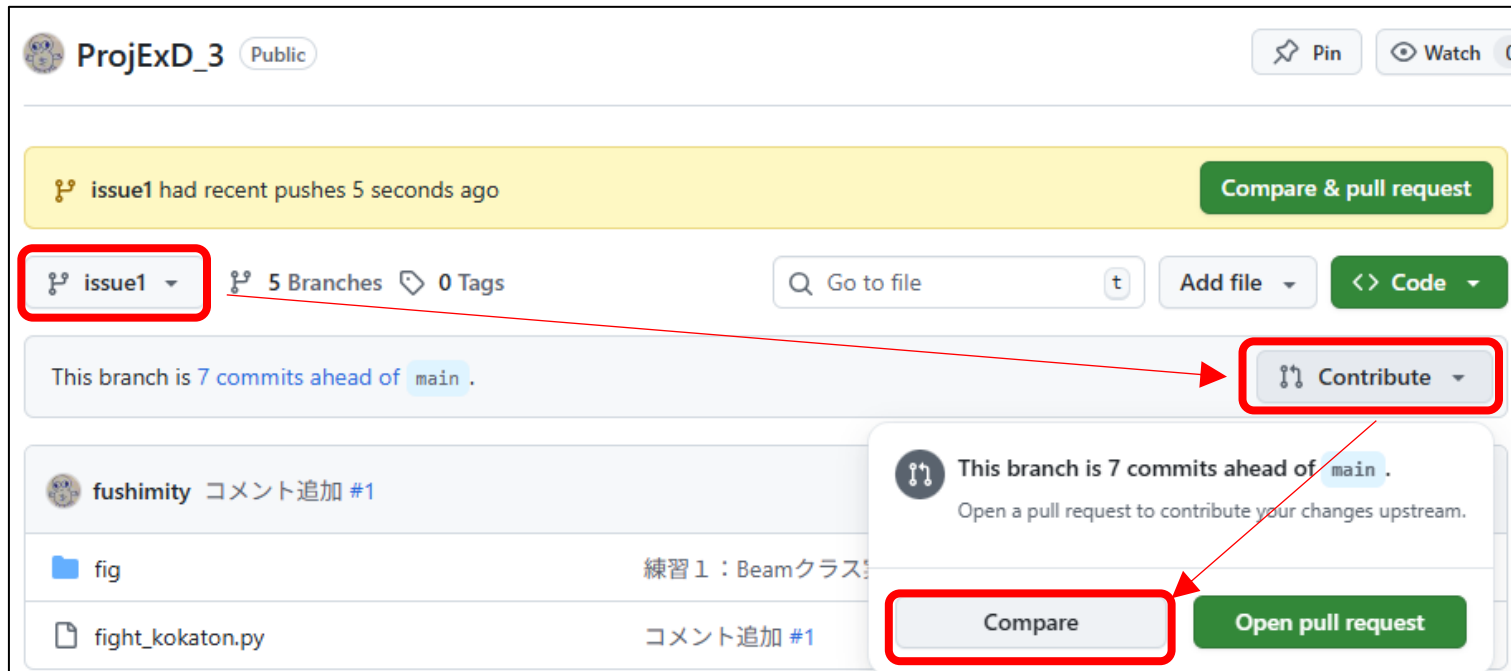 ProjExD_3 Public Pin Watch
issue1 had recent pushes 5 seconds ago Compare & pull request
issue1 5 Branches 0 Tags Go to file t Add file <> Code
This branch is 7 commits ahead of main . Contribute
This branch is 7 commits ahead of main .
Open a pull request to contribute your changes upstream.
Compare Open pull request
fushimity コメント追加 #1
fig 練習１：Beamクラス
fight_kokaton.py コメント追加 #1